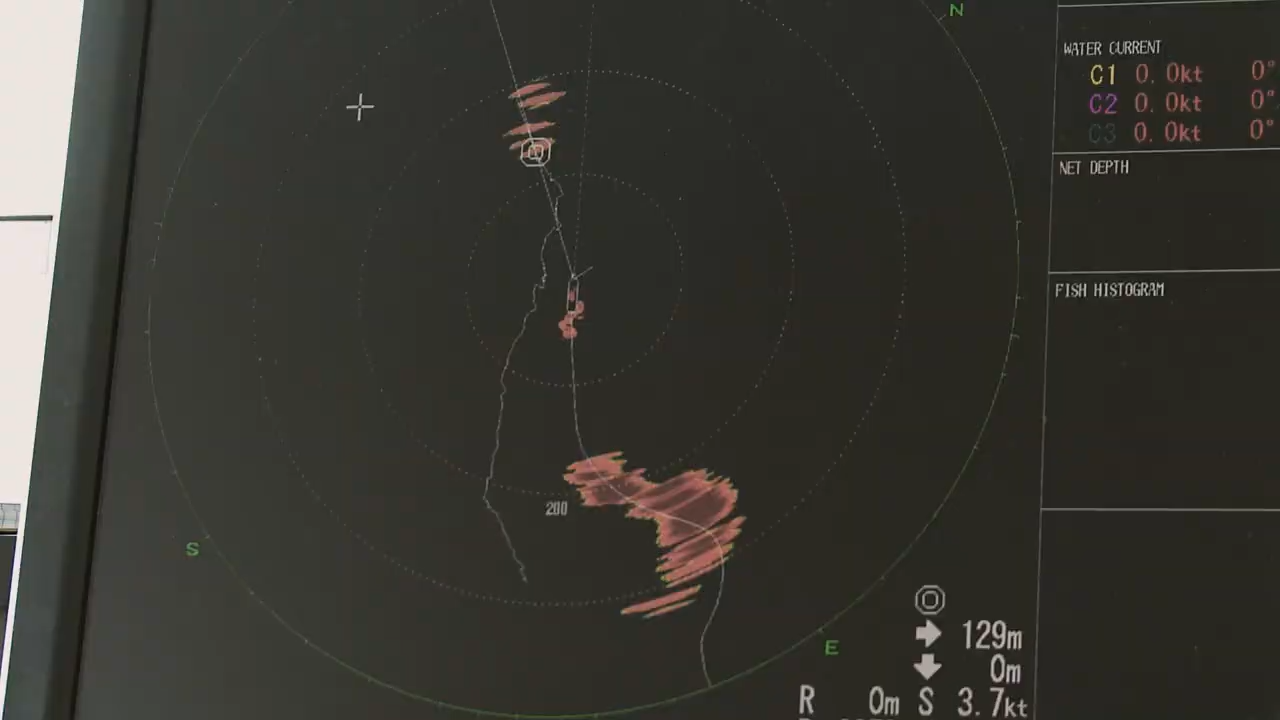 N
WATER CURRENT
C1 0.0kt 0°
C2 0.0kt 0°
C3 0.0kt 0°
NET DEPTH
FISH HISTOGRAM
200
S
E
129m
0m
R 0m S 3.7kt